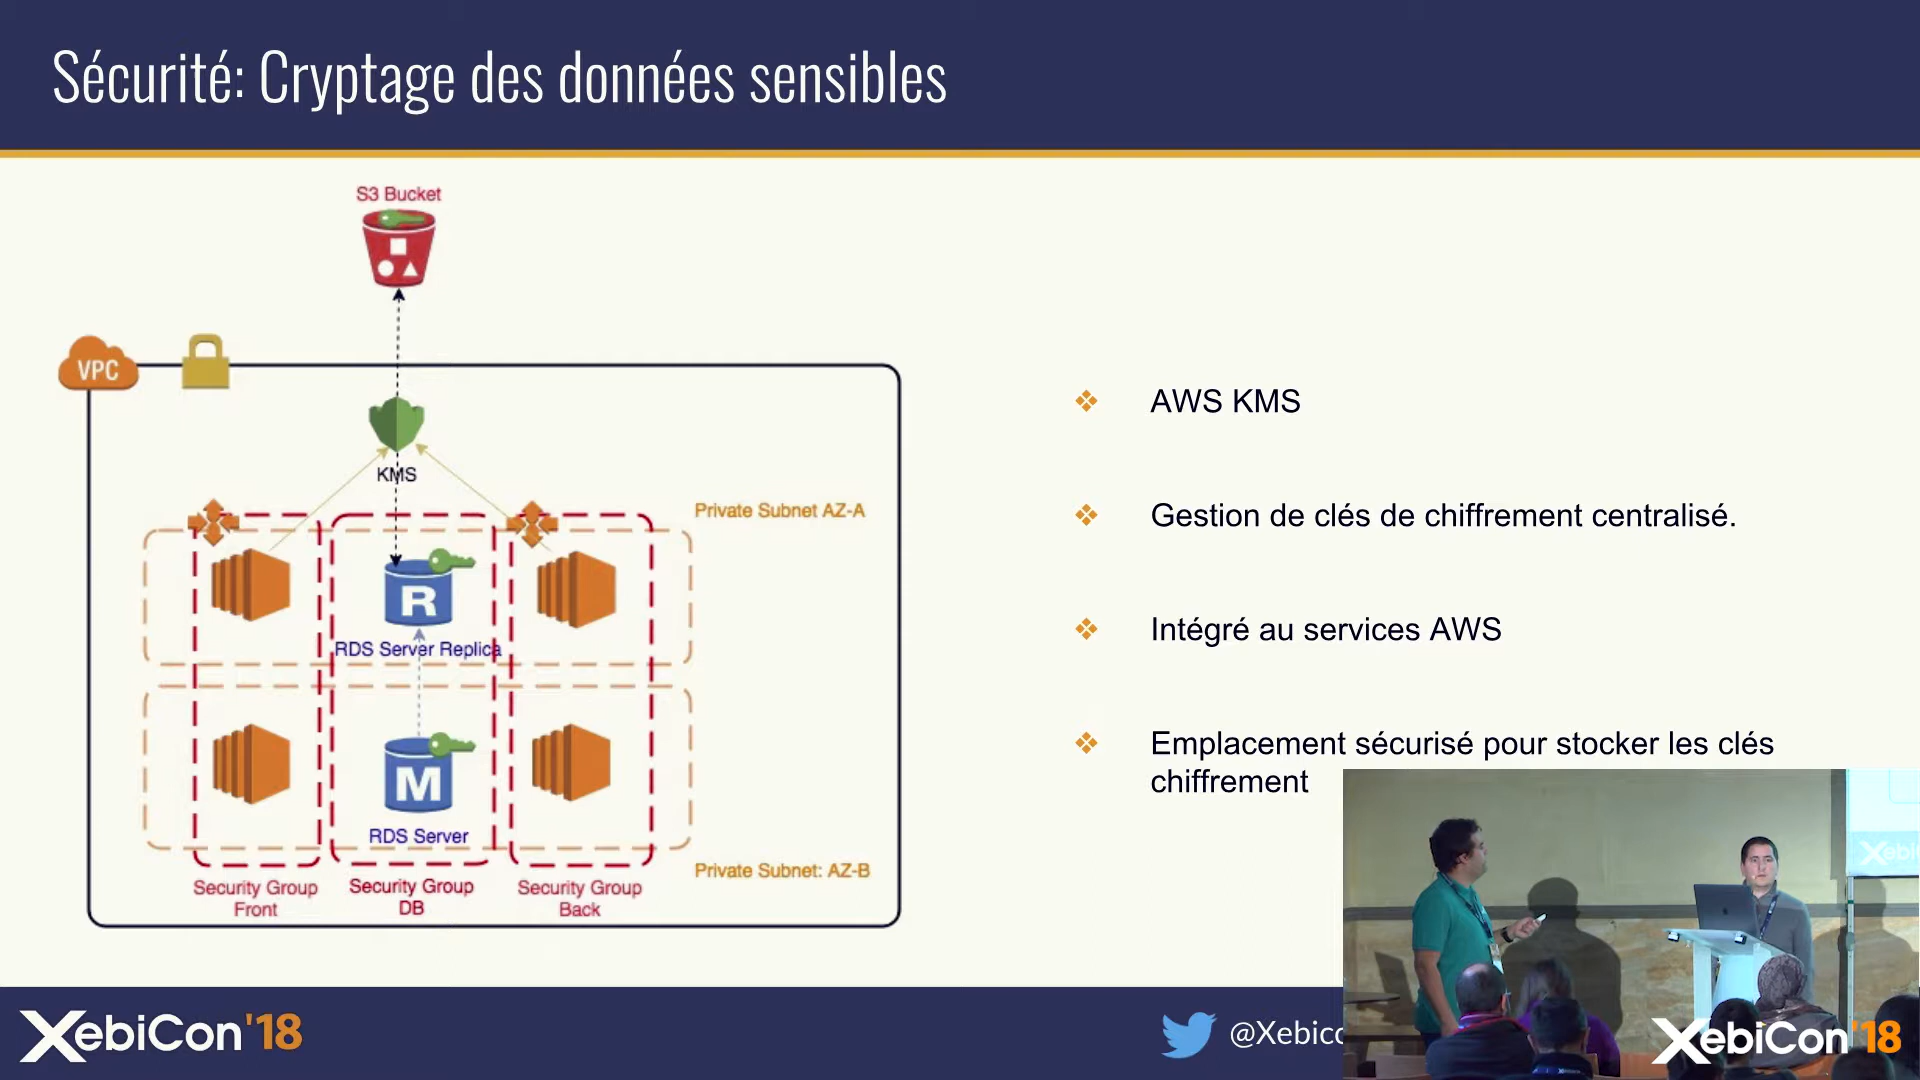 Sécurité: Cryptage des données sensibles
S3 Bucket
VPC
KMS
Private Subnet AZ-A
R
RDS Server Replica
M
RDS Server
Private Subnet: AZ-B
Security Group
Front
Security Group
DB
Security Group
Back
AWS KMS
Gestion de clés de chiffrement centralisé.
Intégré au services AWS
Emplacement sécurisé pour stocker les clés
chiffrement
XebiCon'18
@Xebico
Xebi
XebiCon'18